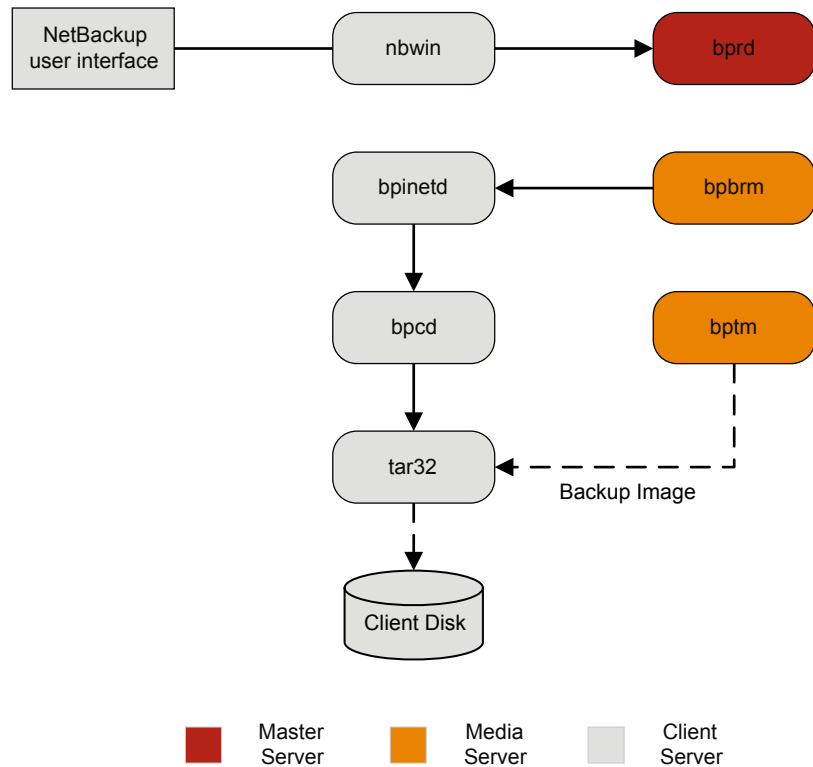 NetBackup
user interface
nbwin
bprd
bpinetd
bpbrm
bpcd
bptm
tar32
Backup Image
Client Disk
Master
Server
Media
Server
Client
Server